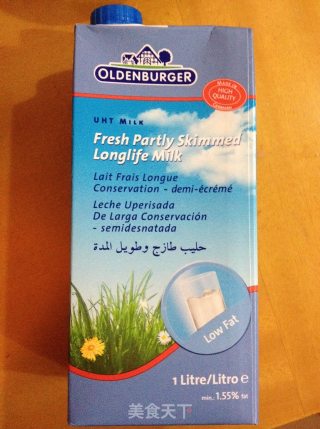 OLDENBURGER
MADE IN
HIGH
QUALITY
GERMANY
UHT MILK
Fresh Partly Skimmed
Longlife Milk
Lait Frais Longue
Conservation - demi-écrémé
Leche Uperisada
De Larga Conservación
- semidesnatada
حليب طازج وطويل المدة
Low Fat
1 Litre/Litro e
min. 1.55% fat
美食天下